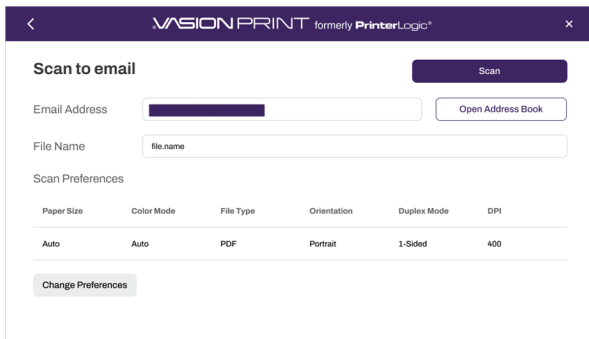 VASION PRINT formerly PrinterLogic®
Scan to email
Scan
Email Address
Open Address Book
File Name
file.name
Scan Preferences
Paper Size Color Mode File Type Orientation Duplex Mode DPI
Auto Auto PDF Portrait 1-Sided 400
Change Preferences